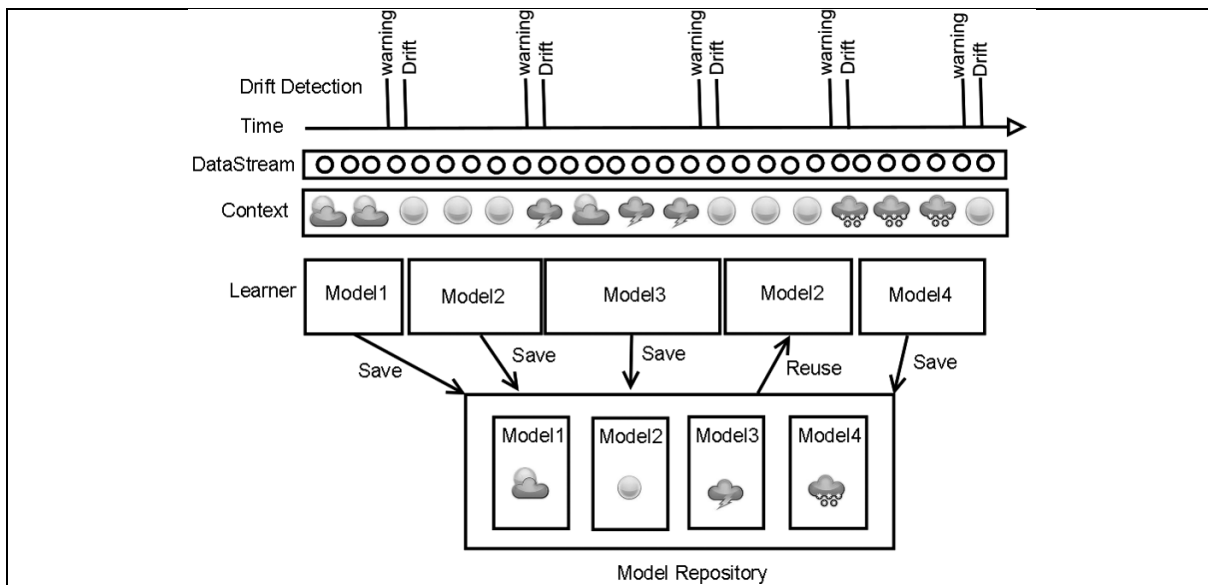 warning Drift warning Drift warning Drift warning Drift warning Drift
Drift Detection
Time
DataStream
Context
Learner Model1 Model2 Model3 Model2 Model4
Save Save Save Reuse Save
Model1 Model2 Model3 Model4
Model Repository